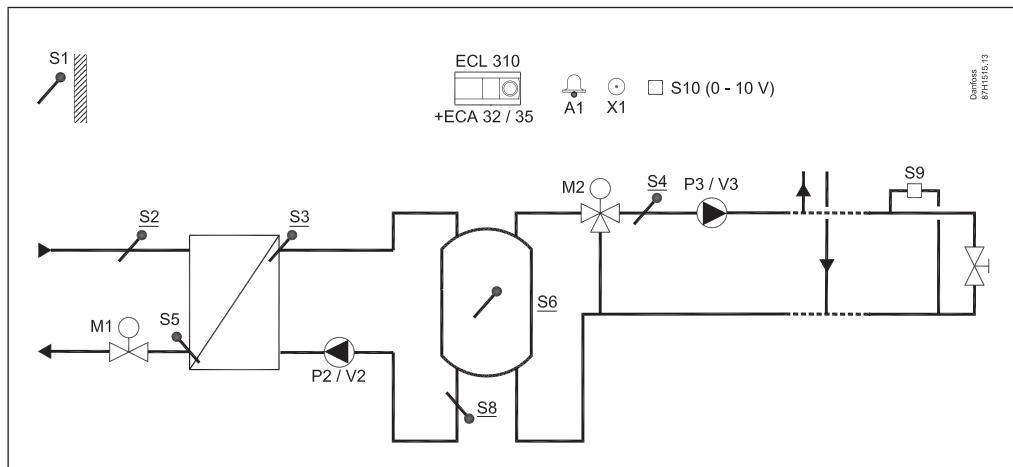 S1
ECL 310
+ECA 32 / 35
A1
X1
S10 (0 - 10 V)
Danfoss
87H1515.13
S2
S3
M2
S4
P3 / V3
S9
M1
S5
P2 / V2
S6
S8